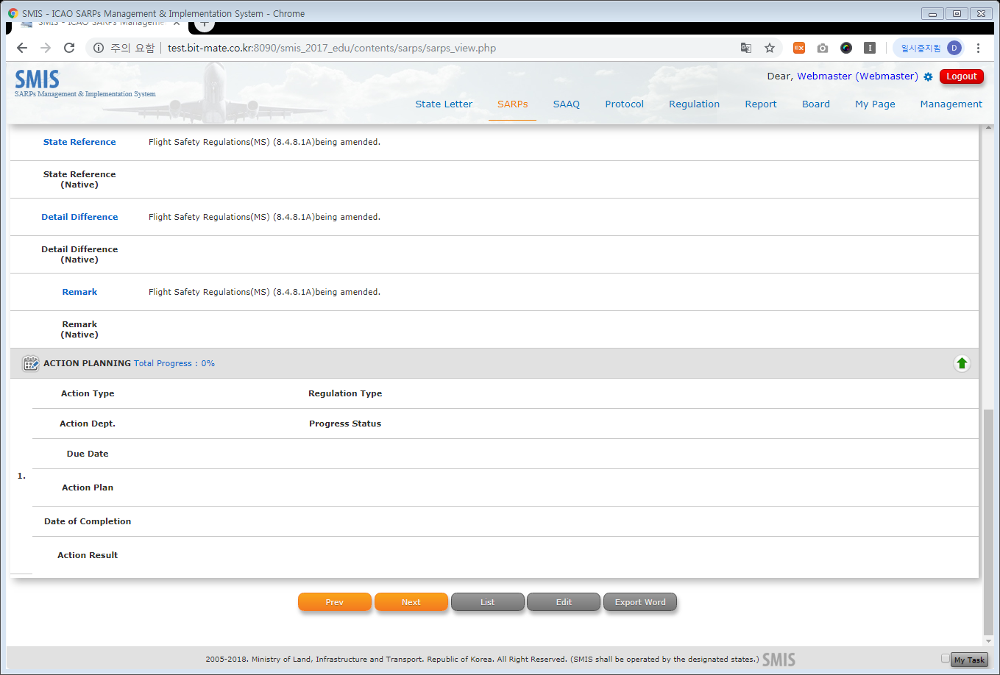 SMIS - ICAO SARPs Management & Implementation System - Chrome
SMIS - ICAO SARPs Manageme
주의 요함 | test.bit-mate.co.kr:8090/smis_2017_edu/contents/sarps/sarps_view.php
일시중지됨 D
SMIS
SARPs Management & Implementation System
Dear, Webmaster (Webmaster) Logout
State Letter SARPs SAAQ Protocol Regulation Report Board My Page Management
State Reference Flight Safety Regulations(MS) (8.4.8.1A)being amended.
State Reference
(Native)
Detail Difference Flight Safety Regulations(MS) (8.4.8.1A)being amended.
Detail Difference
(Native)
Remark Flight Safety Regulations(MS) (8.4.8.1A)being amended.
Remark
(Native)
ACTION PLANNING Total Progress : 0%
Action Type Regulation Type
Action Dept. Progress Status
Due Date
1.
Action Plan
Date of Completion
Action Result
Prev Next List Edit Export Word
2005-2018. Ministry of Land, Infrastructure and Transport. Republic of Korea. All Right Reserved. (SMIS shall be operated by the designated states.) SMIS
My Task